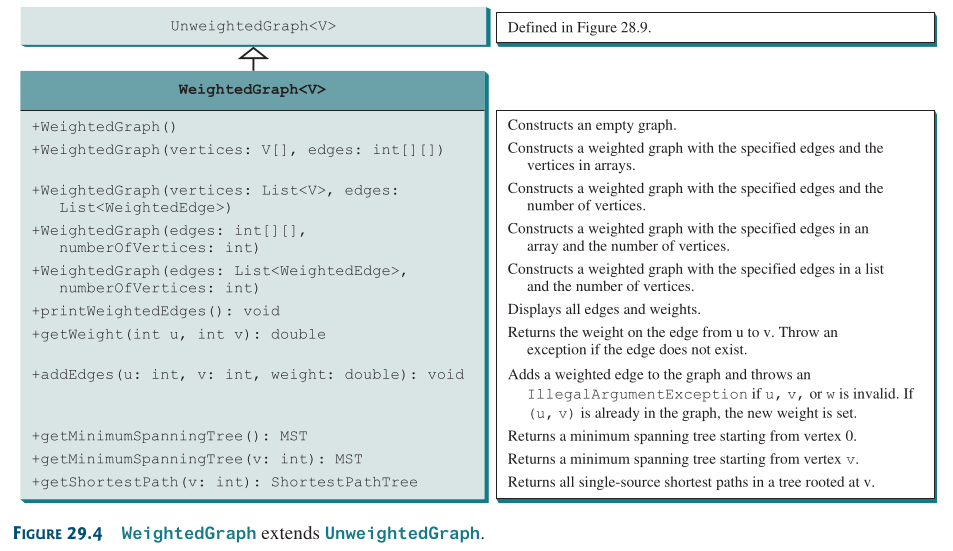 UnweightedGraph<V>
Defined in Figure 28.9.
WeightedGraph<V>
+WeightedGraph()
Constructs an empty graph.
+WeightedGraph(vertices: V[], edges: int[][])
Constructs a weighted graph with the specified edges and the
vertices in arrays.
+WeightedGraph(vertices: List<V>, edges:
List<WeightedEdge>)
Constructs a weighted graph with the specified edges and the
number of vertices.
+WeightedGraph(edges: int[][],
numberOfVertices: int)
Constructs a weighted graph with the specified edges in an
array and the number of vertices.
+WeightedGraph(edges: List<WeightedEdge>,
numberOfVertices: int)
Constructs a weighted graph with the specified edges in a list
and the number of vertices.
+printWeightedEdges(): void
Displays all edges and weights.
+getWeight(int u, int v): double
Returns the weight on the edge from u to v. Throw an
exception if the edge does not exist.
+addEdges(u: int, v: int, weight: double): void
Adds a weighted edge to the graph and throws an
IllegalArgumentException if u, v, or w is invalid. If
(u, v) is already in the graph, the new weight is set.
+getMinimumSpanningTree(): MST
Returns a minimum spanning tree starting from vertex 0.
+getMinimumSpanningTree(v: int): MST
Returns a minimum spanning tree starting from vertex v.
+getShortestPath(v: int): ShortestPathTree
Returns all single-source shortest paths in a tree rooted at v.
FIGURE 29.4 WeightedGraph extends UnweightedGraph.